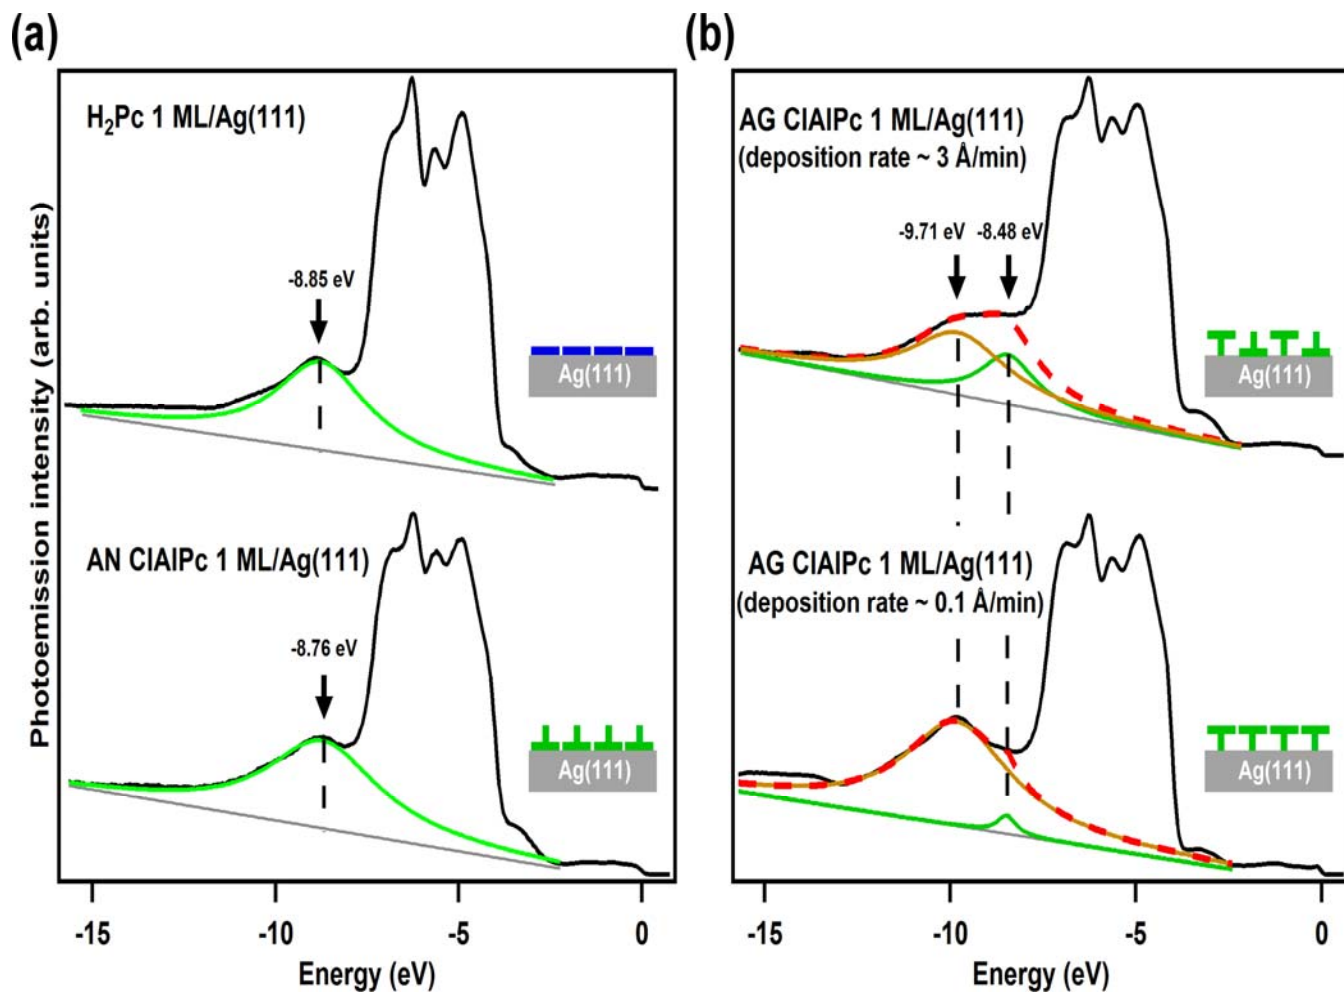 (a)
Photoemission intensity (arb. units)
H₂Pc 1 ML/Ag(111)
-8.85 eV
Ag(111)
AN ClAlPc 1 ML/Ag(111)
-8.76 eV
Ag(111)
-15 -10 -5 0
Energy (eV)
(b)
AG ClAlPc 1 ML/Ag(111)
(deposition rate ~ 3 Å/min)
-9.71 eV -8.48 eV
Ag(111)
AG ClAlPc 1 ML/Ag(111)
(deposition rate ~ 0.1 Å/min)
Ag(111)
-15 -10 -5 0
Energy (eV)